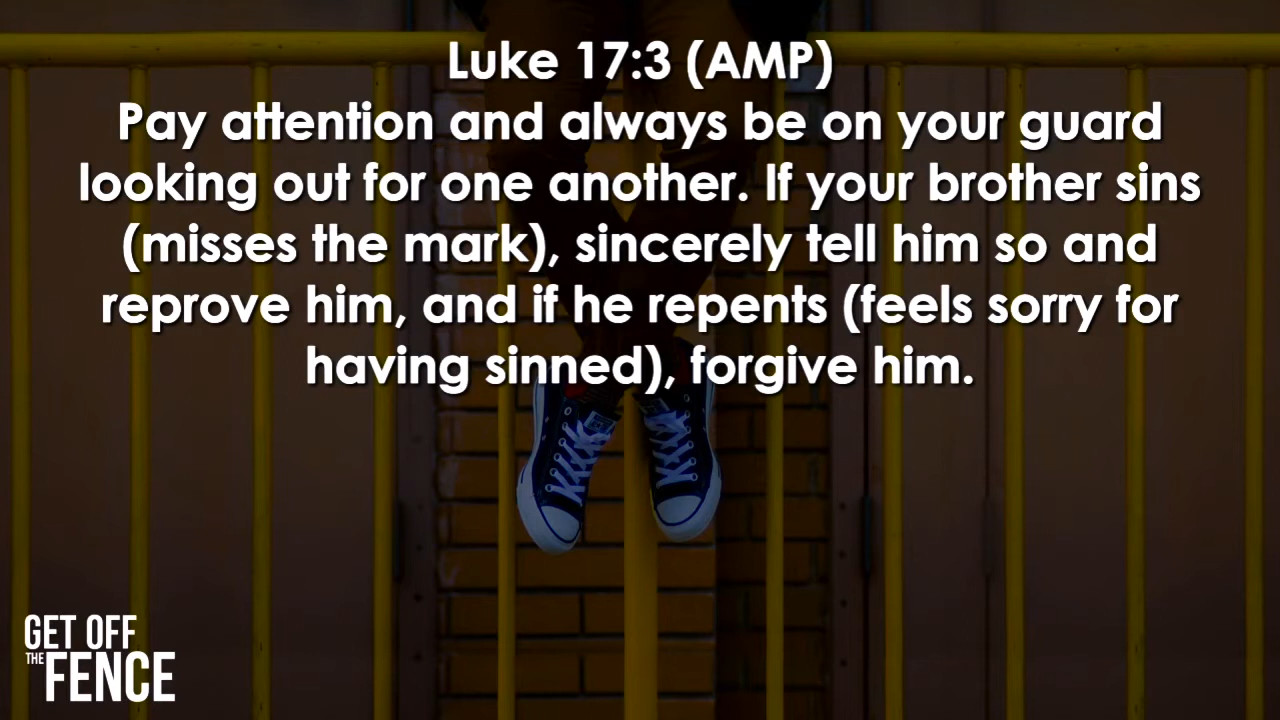 Luke 17:3 (AMP)
Pay attention and always be on your guard
looking out for one another. If your brother sins
(misses the mark), sincerely tell him so and
reprove him, and if he repents (feels sorry for
having sinned), forgive him.
GET OFF
THE FENCE